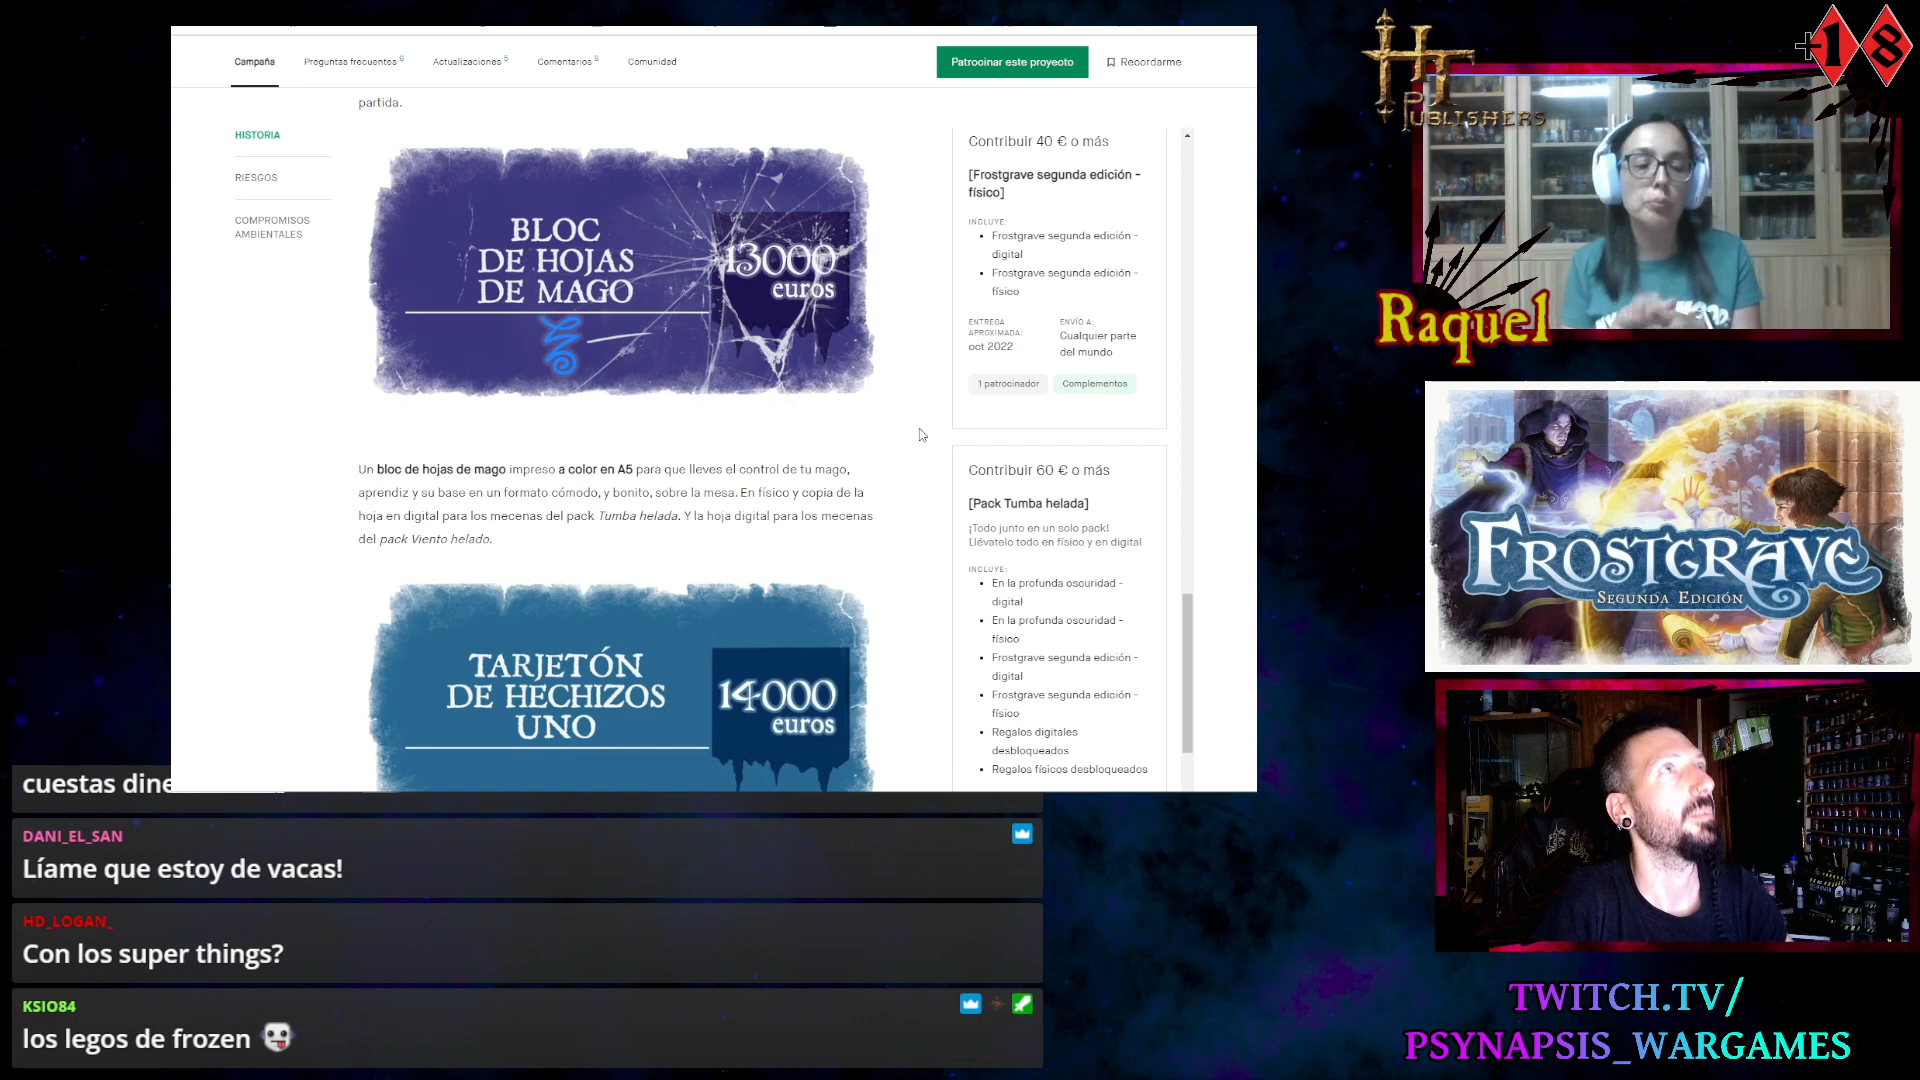 Campaña
Preguntas frecuentes 6
Actualizaciones 5
Comentarios 8
Comunidad
Patrocinar este proyecto
Recordarme
HISTORIA
RIESGOS
COMPROMISOS
AMBIENTALES
partida.
BLOC
DE HOJAS
DE MAGO
13000
euros
Un bloc de hojas de mago impreso a color en A5 para que lleves el control de tu mago,
aprendiz y su base en un formato cómodo, y bonito, sobre la mesa. En físico y copia de la
hoja en digital para los mecenas del pack Tumba helada. Y la hoja digital para los mecenas
del pack Viento helado.
TARJETÓN
DE HECHIZOS
UNO
14000
euros
Contribuir 40 € o más
[Frostgrave segunda edición -
físico]
INCLUYE:
Frostgrave segunda edición -
digital
Frostgrave segunda edición -
físico
ENTREGA
APROXIMADA:
oct 2022
ENVÍO A:
Cualquier parte
del mundo
1 patrocinador
Complementos
Contribuir 60 € o más
[Pack Tumba helada]
¡Todo junto en un solo pack!
Llévatelo todo en físico y en digital
INCLUYE:
En la profunda oscuridad -
digital
En la profunda oscuridad -
físico
Frostgrave segunda edición -
digital
Frostgrave segunda edición -
físico
Regalos digitales
desbloqueados
Regalos físicos desbloqueados
HT
PUBLISHERS
+18
Raquel
FROSTGRAVE
SEGUNDA EDICIÓN
TWITCH.TV/
PSYNAPSIS_WARGAMES
cuestas dine
DANI_EL_SAN
Líame que estoy de vacas!
HD_LOGAN_
Con los super things?
KSIO84
los legos de frozen